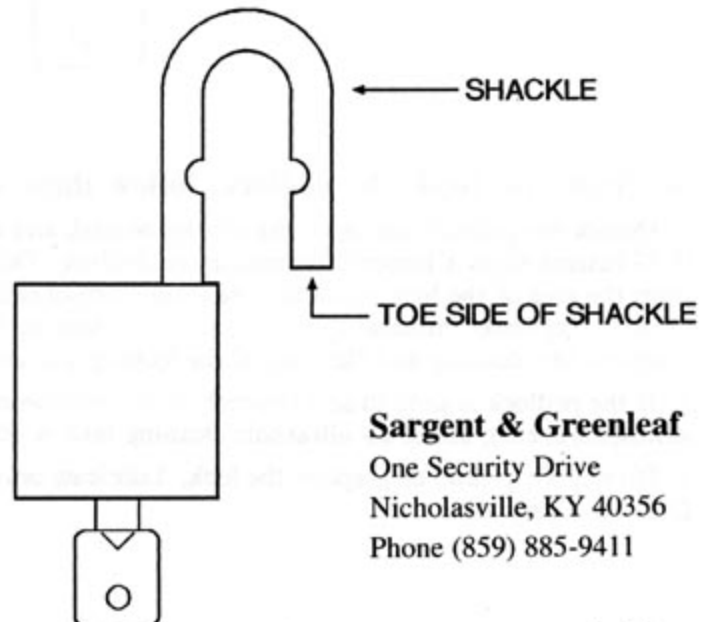 SHACKLE
TOE SIDE OF SHACKLE
Sargent & Greenleaf
One Security Drive
Nicholasville, KY 40356
Phone (859) 885-9411